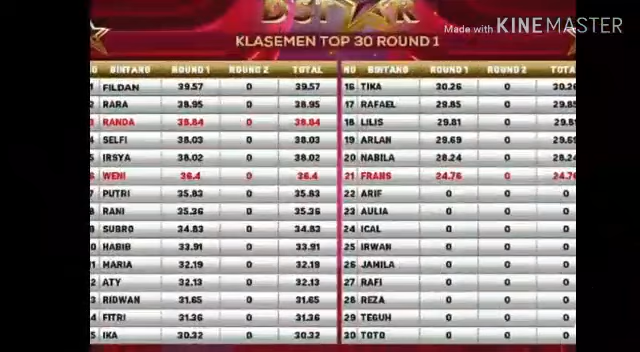 DSTAR
Made with KINEMASTER
KLASEMEN TOP 30 ROUND 1
O BINTANG ROUND 1 ROUND 2 TOTAL
1 FILDAN 39.57 0 39.57
2 RARA 38.95 0 38.95
3 RANDA 38.84 0 38.84
4 SELFI 38.03 0 38.03
5 IRSYA 38.02 0 38.02
6 WENI 36.4 0 36.4
7 PUTRI 35.83 0 35.83
8 RANI 35.36 0 35.36
9 SUBRO 34.83 0 34.83
0 HABIB 33.91 0 33.91
1 MARIA 32.19 0 32.19
2 ATY 32.13 0 32.13
3 RIDWAN 31.65 0 31.65
4 FITRI 31.36 0 31.36
5 IKA 30.32 0 30.32
NO BINTANG ROUND 1 ROUND 2 TOTA
16 TIKA 30.26 0 30.26
17 RAFAEL 29.85 0 29.85
18 LILIS 29.81 0 29.81
19 ARLAN 29.69 0 29.69
20 NABILA 28.24 0 28.24
21 FRANS 24.76 0 24.76
22 ARIF 0 0 0
23 AULIA 0 0 0
24 ICAL 0 0 0
25 IRWAN 0 0 0
26 JAMILA 0 0 0
27 RAFI 0 0 0
28 REZA 0 0 0
29 TEGUH 0 0 0
30 TOTO 0 0 0